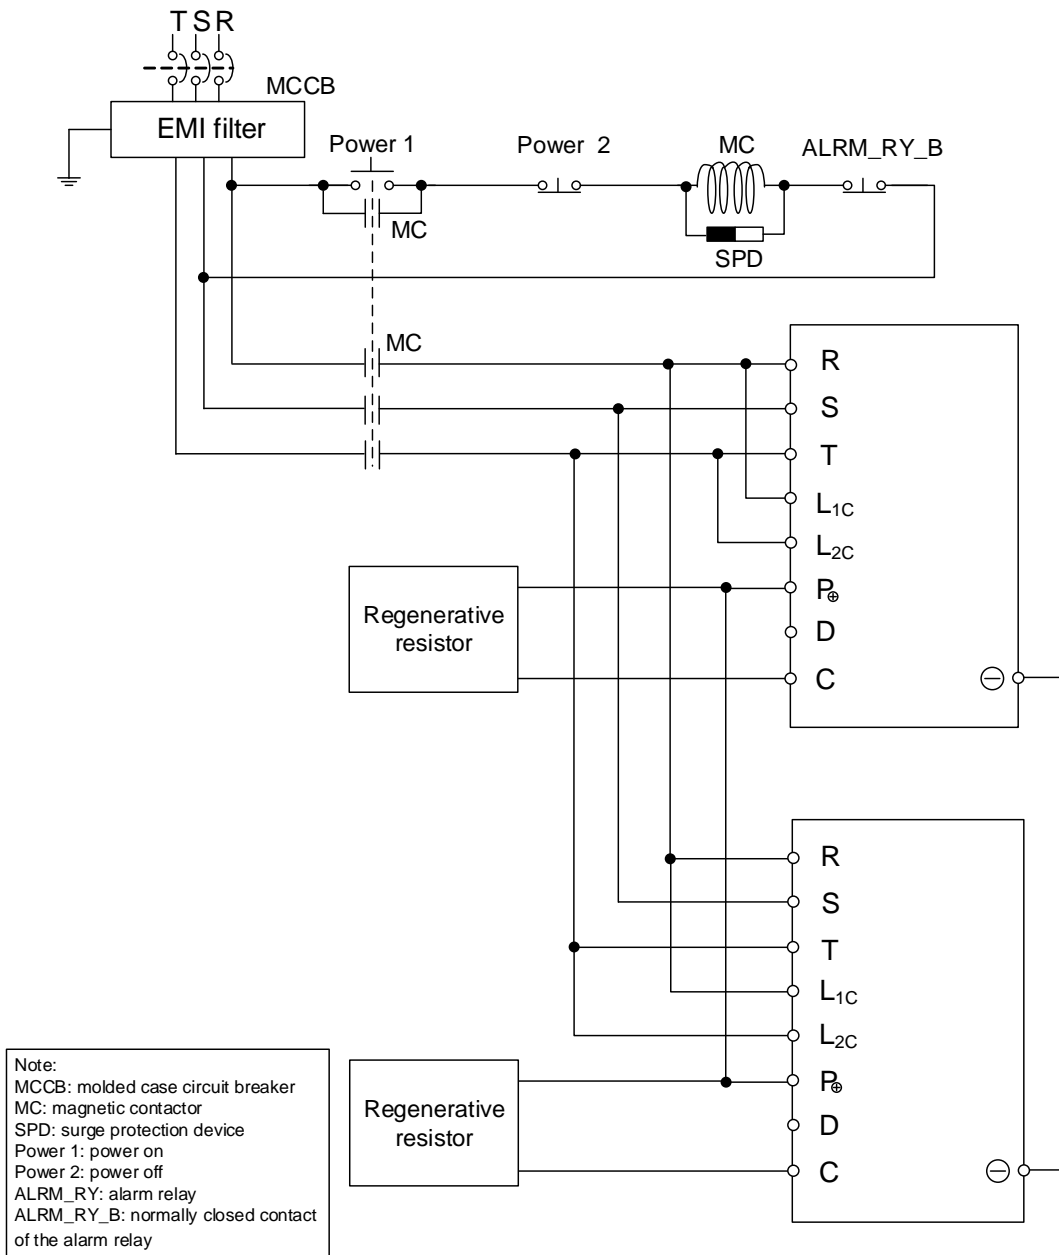 T S R
MCCB
EMI filter
Power 1
Power 2
MC
ALRM_RY_B
MC
SPD
MC
R
S
T
L1C
L2C
P⊕
D
C
⊖
Regenerative
resistor
R
S
T
L1C
L2C
P⊕
D
C
⊖
Regenerative
resistor
Note:
MCCB: molded case circuit breaker
MC: magnetic contactor
SPD: surge protection device
Power 1: power on
Power 2: power off
ALRM_RY: alarm relay
ALRM_RY_B: normally closed contact
of the alarm relay